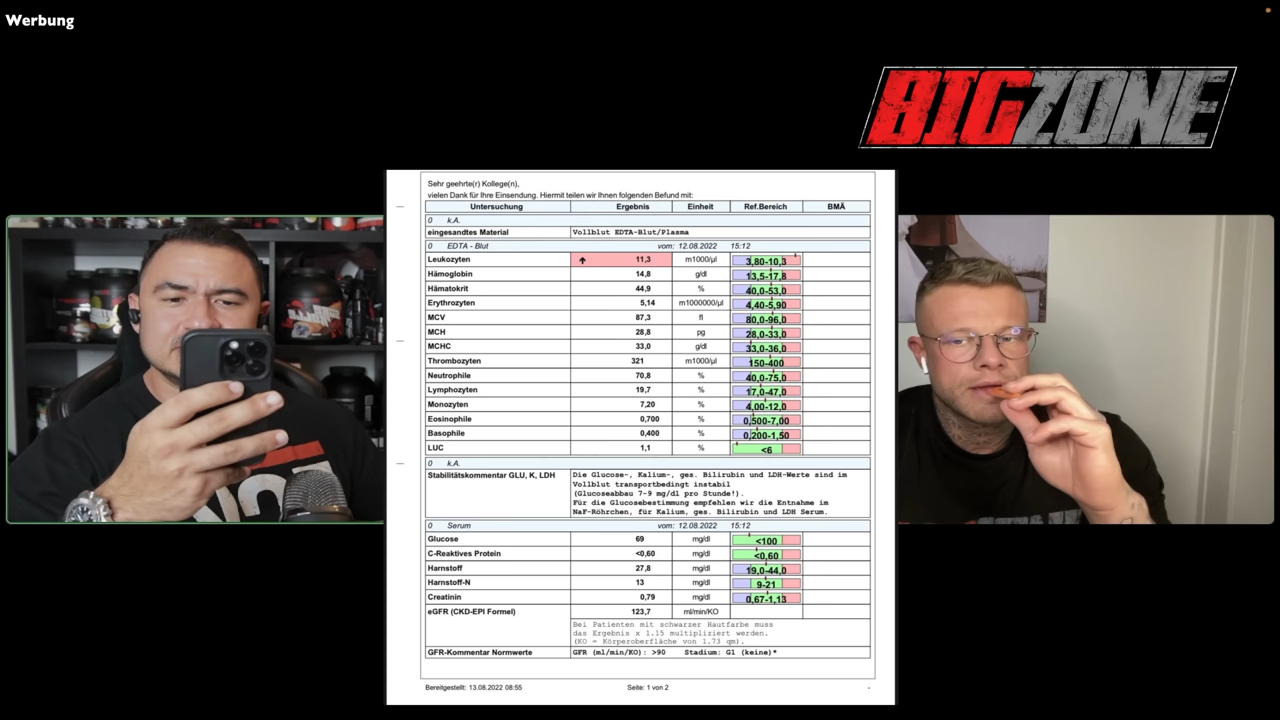 Werbung
BIGZONE
Sehr geehrte(r) Kollege(n),
vielen Dank für Ihre Einsendung. Hiermit teilen wir Ihnen folgenden Befund mit:
Untersuchung Ergebnis Einheit Ref.Bereich BMÄ
0 k.A.
eingesandtes Material Vollblut EDTA-Blut/Plasma
0 EDTA - Blut vom: 12.08.2022 15:12
Leukozyten 11,3 m1000/µl 3,80-10,3
Hämoglobin 14,8 g/dl 13,5-17,8
Hämatokrit 44,9 % 40,0-53,0
Erythrozyten 5,14 m1000000/µl 4,40-5,90
MCV 87,3 fl 80,0-96,0
MCH 28,8 pg 28,0-33,0
MCHC 33,0 g/dl 33,0-36,0
Thrombozyten 321 m1000/µl 150-400
Neutrophile 70,8 % 40,0-75,0
Lymphozyten 19,7 % 17,0-47,0
Monozyten 7,20 % 4,00-12,0
Eosinophile 0,700 % 0,500-7,00
Basophile 0,400 % 0,200-1,50
LUC 1,1 % <6
0 k.A.
Stabilitätskommentar GLU, K, LDH Die Glucose-, Kalium-, ges. Bilirubin und LDH-Werte sind im
Vollblut transportbedingt instabil
(Glucoseabbau 7-9 mg/dl pro Stunde!).
Für die Glucosebestimmung empfehlen wir die Entnahme im
NaF-Röhrchen, für Kalium, ges. Bilirubin und LDH Serum.
0 Serum vom: 12.08.2022 15:12
Glucose 69 mg/dl <100
C-Reaktives Protein <0,60 mg/dl <0,60
Harnstoff 27,8 mg/dl 19,0-44,0
Harnstoff-N 13 mg/dl 9-21
Creatinin 0,79 mg/dl 0,67-1,13
eGFR (CKD-EPI Formel) 123,7 ml/min/KO
Bei Patienten mit schwarzer Hautfarbe muss
das Ergebnis x 1.15 multipliziert werden.
(KO = Körperoberfläche von 1.73 qm).
GFR-Kommentar Normwerte GFR (ml/min/KO): >90 Stadium: G1 (keine)*
Bereitgestellt: 13.08.2022 08:55 Seite: 1 von 2 -